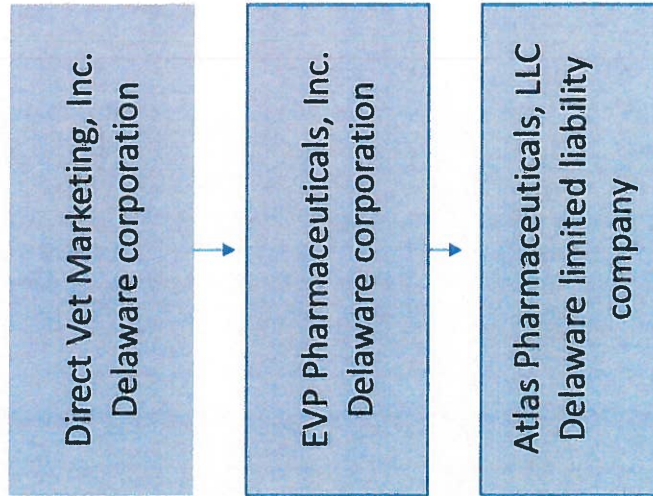 Direct Vet Marketing, Inc.
Delaware corporation
EVP Pharmaceuticals, Inc.
Delaware corporation
Atlas Pharmaceuticals, LLC
Delaware limited liability
company